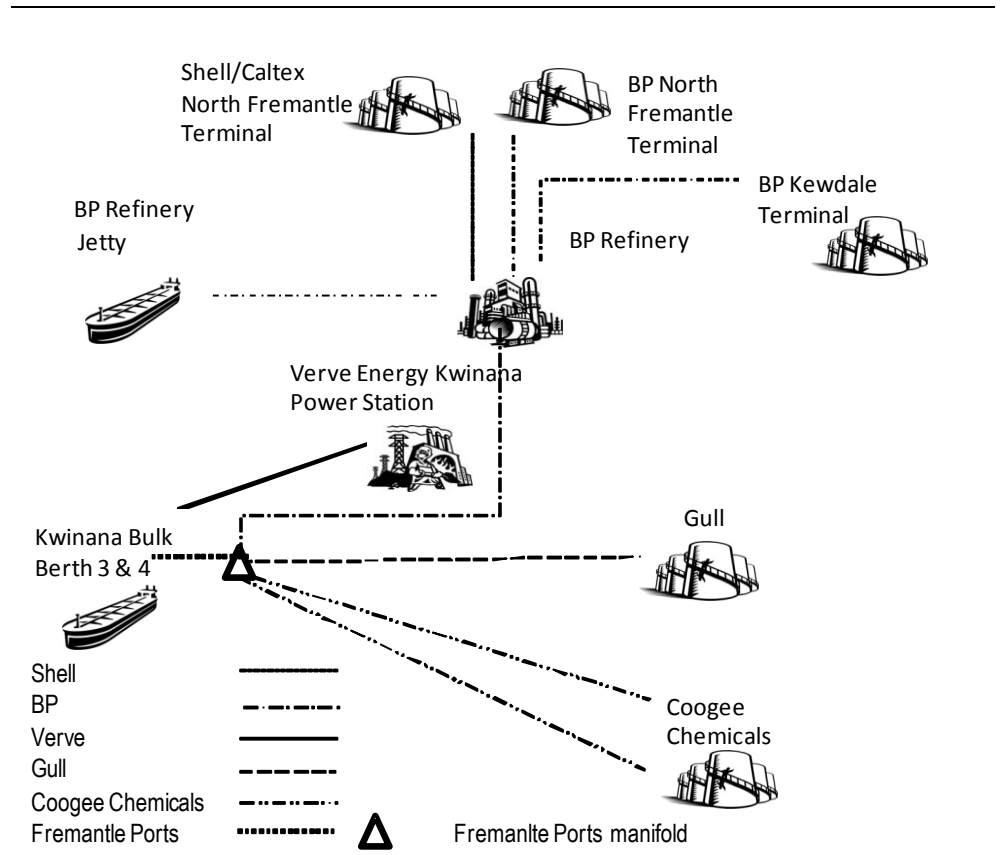 Shell/Caltex
North Fremantle
Terminal
BP North
Fremantle
Terminal
BP Kewdale
Terminal
BP Refinery
Jetty
BP Refinery
Verve Energy Kwinana
Power Station
Kwinana Bulk
Berth 3 & 4
Gull
Coogee
Chemicals
Shell
BP
Verve
Gull
Coogee Chemicals
Fremantle Ports
Fremanlte Ports manifold